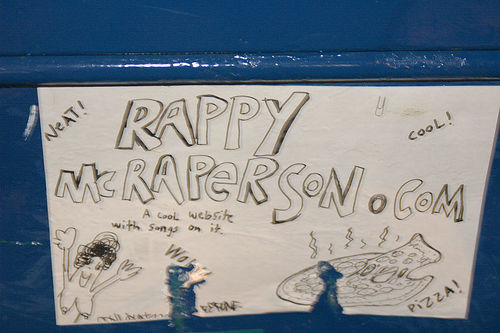 NEAT!
COOL!
RAPPY
McRAPERSON.COM
A COOL WEBSITE
WITH SONGS ON IT.
PIZZA!